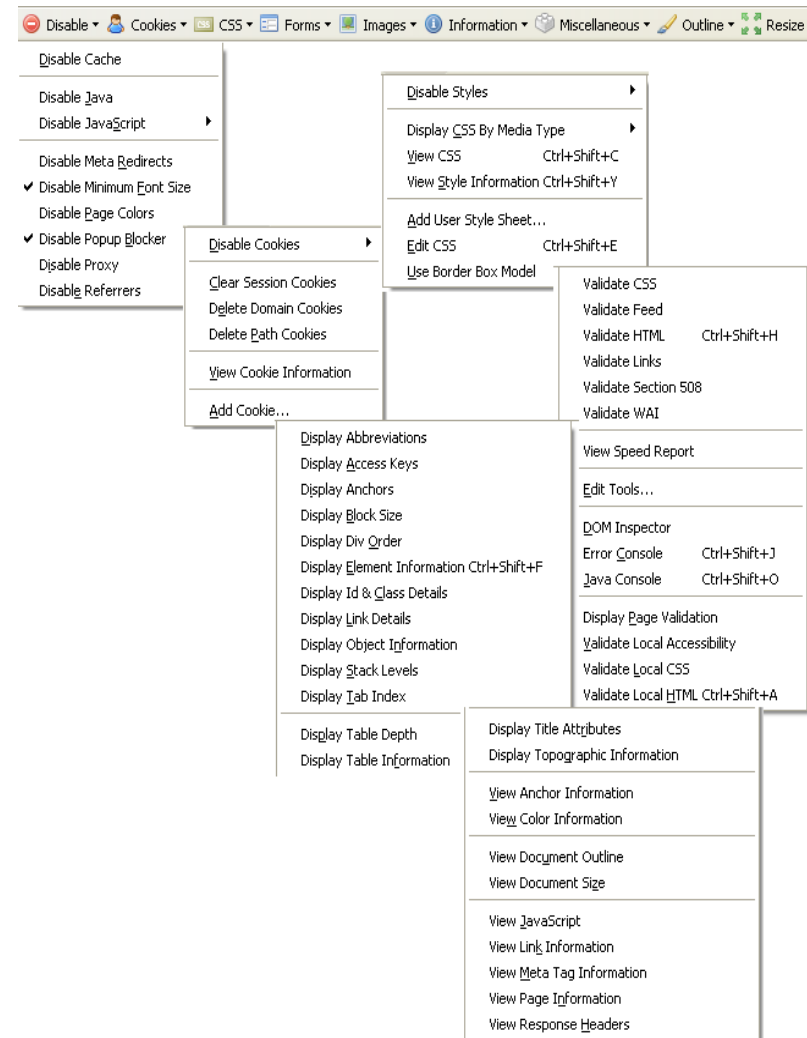 Disable Cookies CSS Forms Images Information Miscellaneous Outline Resize
Disable Cache
Disable Java
Disable JavaScript
Disable Meta Redirects
Disable Minimum Font Size
Disable Page Colors
Disable Popup Blocker
Disable Proxy
Disable Referrers
Disable Cookies
Clear Session Cookies
Delete Domain Cookies
Delete Path Cookies
View Cookie Information
Add Cookie...
Disable Styles
Display CSS By Media Type
View CSS Ctrl+Shift+C
View Style Information Ctrl+Shift+Y
Add User Style Sheet...
Edit CSS Ctrl+Shift+E
Use Border Box Model
Validate CSS
Validate Feed
Validate HTML Ctrl+Shift+H
Validate Links
Validate Section 508
Validate WAI
View Speed Report
Edit Tools...
DOM Inspector
Error Console Ctrl+Shift+J
Java Console Ctrl+Shift+O
Display Page Validation
Validate Local Accessibility
Validate Local CSS
Validate Local HTML Ctrl+Shift+A
Display Abbreviations
Display Access Keys
Display Anchors
Display Block Size
Display Div Order
Display Element Information Ctrl+Shift+F
Display Id & Class Details
Display Link Details
Display Object Information
Display Stack Levels
Display Tab Index
Display Table Depth
Display Table Information
Display Title Attributes
Display Topographic Information
View Anchor Information
View Color Information
View Document Outline
View Document Size
View JavaScript
View Link Information
View Meta Tag Information
View Page Information
View Response Headers